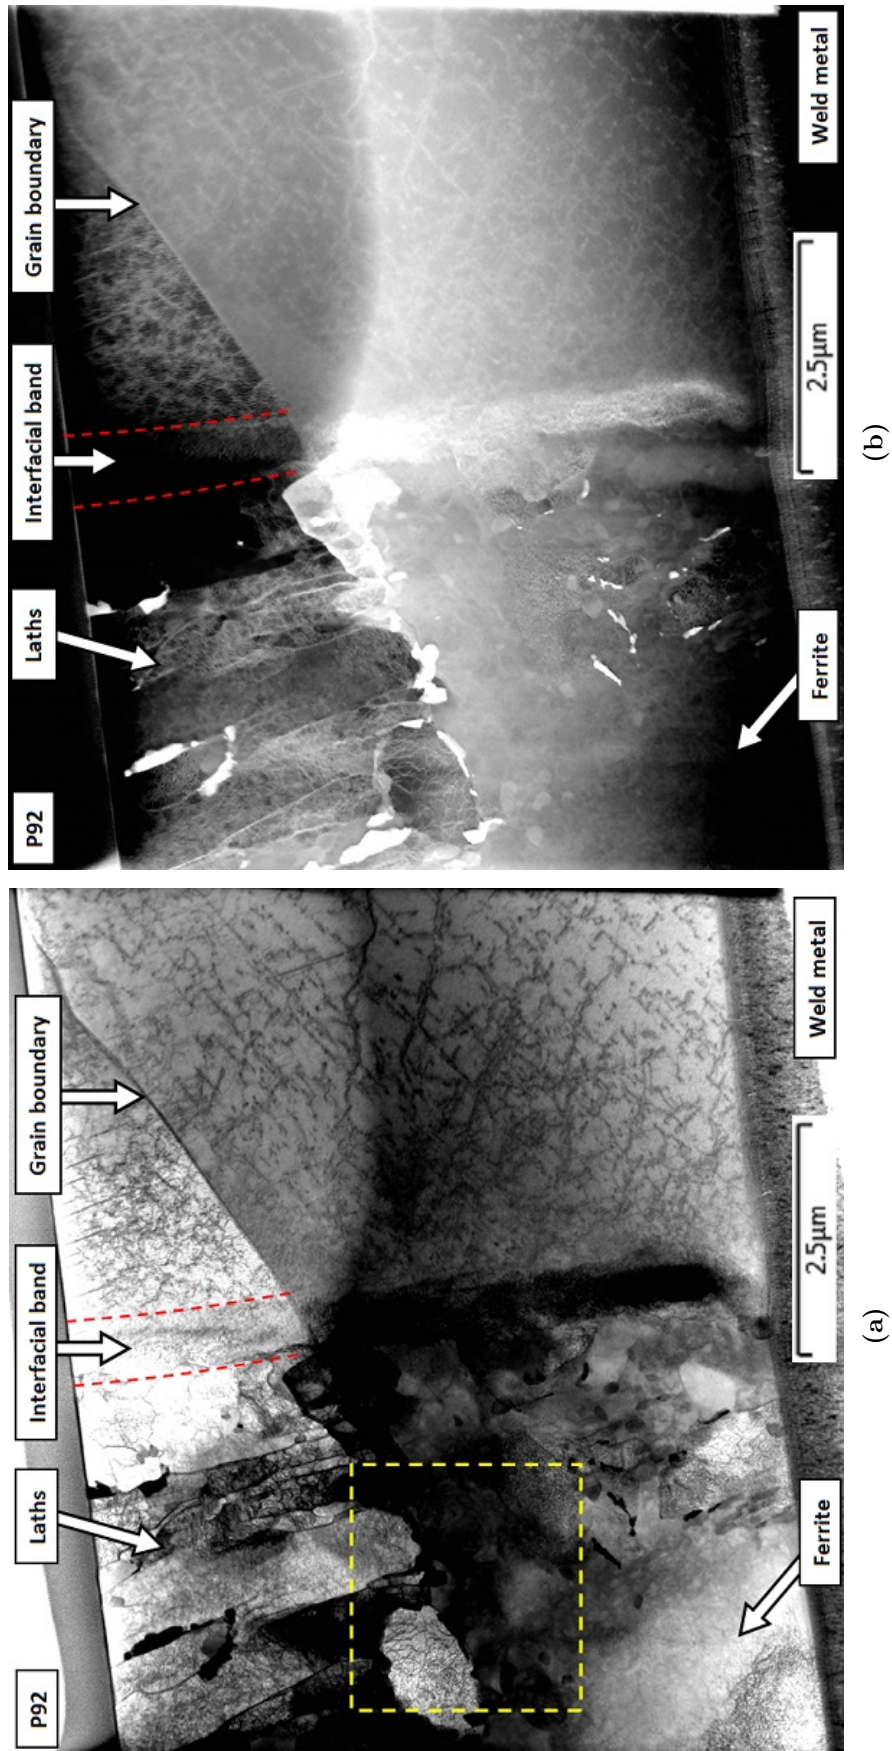 P92
Laths
Interfacial band
Grain boundary
Ferrite
2.5μm
Weld metal
(a)
P92
Laths
Interfacial band
Grain boundary
Ferrite
2.5μm
Weld metal
(b)